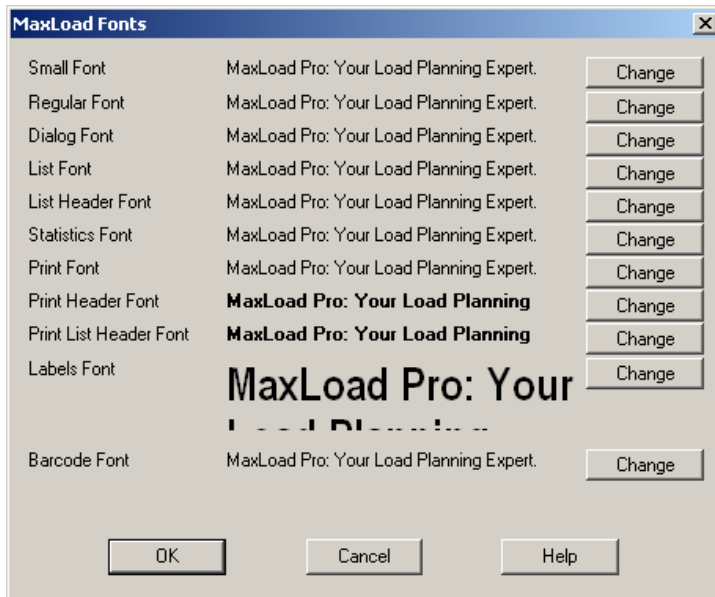 MaxLoad Fonts
Small Font MaxLoad Pro: Your Load Planning Expert. Change
Regular Font MaxLoad Pro: Your Load Planning Expert. Change
Dialog Font MaxLoad Pro: Your Load Planning Expert. Change
List Font MaxLoad Pro: Your Load Planning Expert. Change
List Header Font MaxLoad Pro: Your Load Planning Expert. Change
Statistics Font MaxLoad Pro: Your Load Planning Expert. Change
Print Font MaxLoad Pro: Your Load Planning Expert. Change
Print Header Font MaxLoad Pro: Your Load Planning Change
Print List Header Font MaxLoad Pro: Your Load Planning Change
Labels Font MaxLoad Pro: Your Change
Load Planning
Barcode Font MaxLoad Pro: Your Load Planning Expert. Change
OK Cancel Help